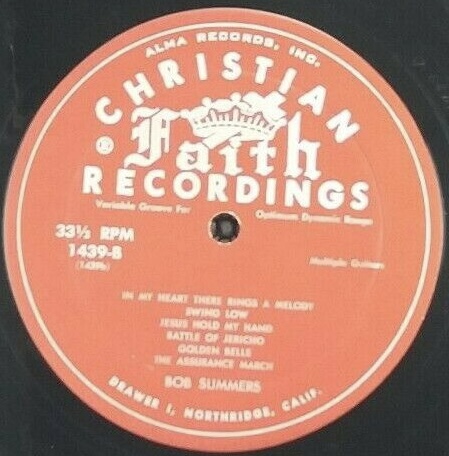 ALMA RECORDS, INC.
CHRISTIAN
Faith
RECORDINGS
Variable Groove For Optimum Dynamic Range
33⅓ RPM
1439-B
(1439b)
Multiple Guitars
IN MY HEART THERE RINGS A MELODY
SWING LOW
JESUS HOLD MY HAND
BATTLE OF JERICHO
GOLDEN BELLS
THE ASSURANCE MARCH
BOB SUMMERS
DRAWER I, NORTHRIDGE, CALIF.